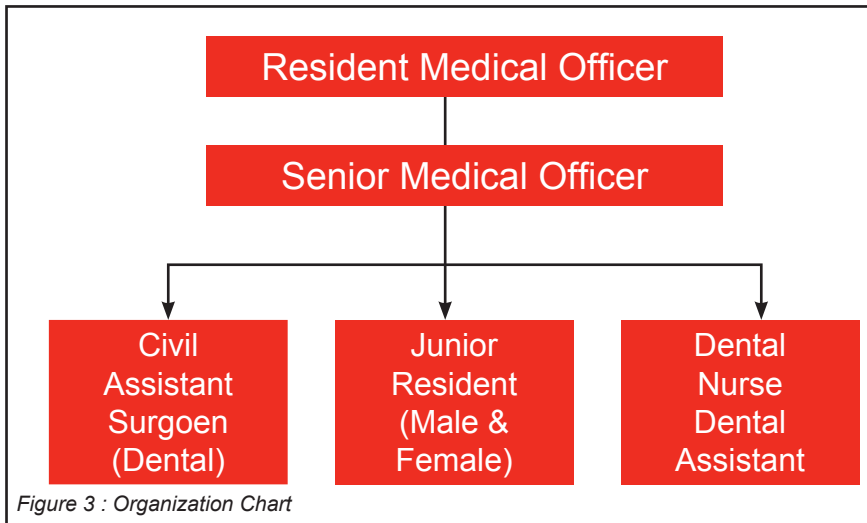 Resident Medical Officer
Senior Medical Officer
Civil
Assistant
Surgoen
(Dental)
Junior
Resident
(Male &
Female)
Dental
Nurse
Dental
Assistant
Figure 3 : Organization Chart